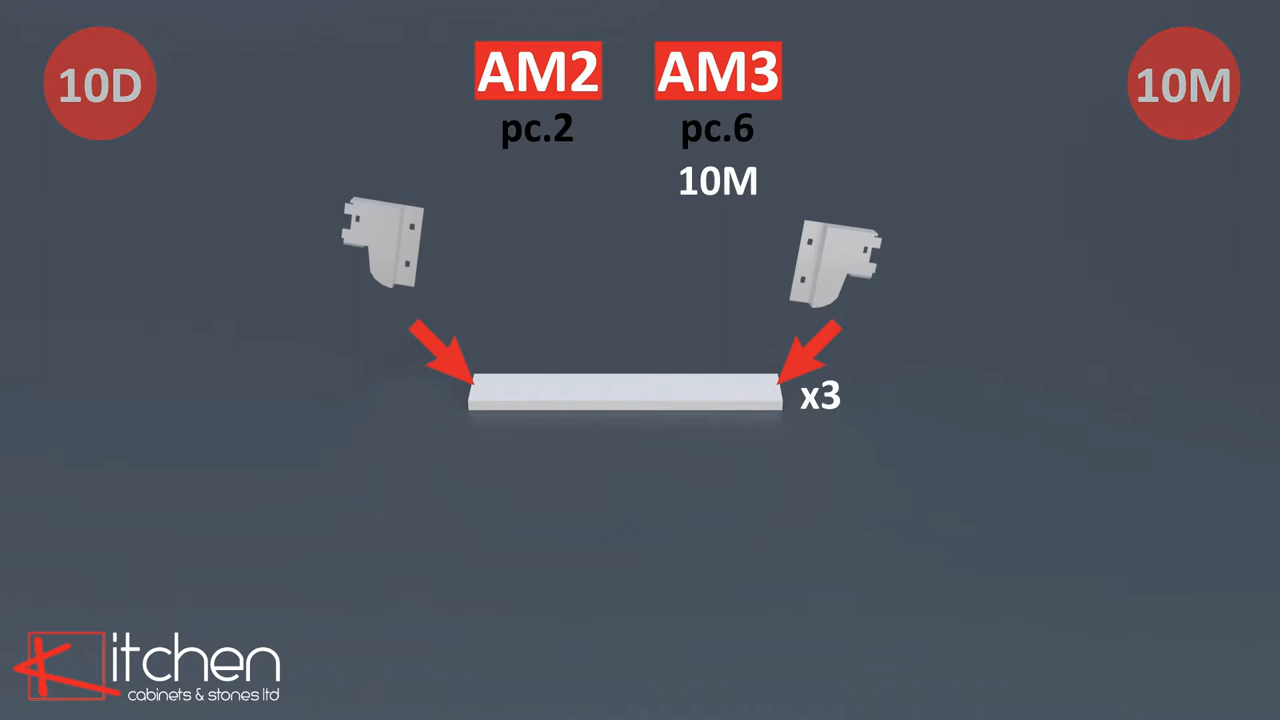 10D
AM2
AM3
10M
pc.2
pc.6
10M
x3
Kitchen
cabinets & stones ltd